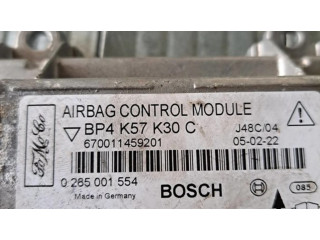 AIRBAG CONTROL MODULE
BP4 K57 K30 C
J48C/04
670011459201
05-02-22
FoMoCo
0 285 001 554
BOSCH
Made in Germany
085